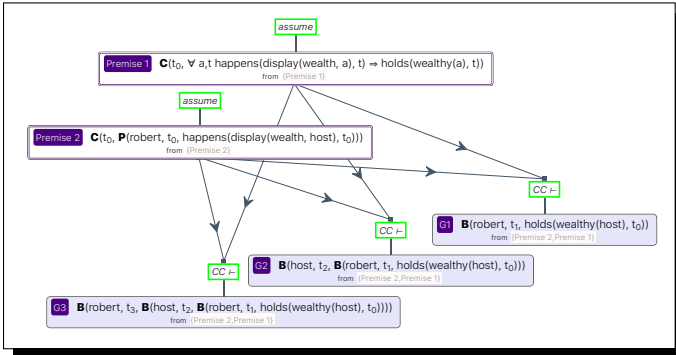 assume
Premise 1 C(t₀, ∀ a,t happens(display(wealth, a), t) ⇒ holds(wealthy(a), t))
from {Premise 1}
assume
Premise 2 C(t₀, P(robert, t₀, happens(display(wealth, host), t₀)))
from {Premise 2}
CC ⊢
G1 B(robert, t₁, holds(wealthy(host), t₀))
from {Premise 2,Premise 1}
CC ⊢
G2 B(host, t₂, B(robert, t₁, holds(wealthy(host), t₀)))
from {Premise 2,Premise 1}
CC ⊢
G3 B(robert, t₃, B(host, t₂, B(robert, t₁, holds(wealthy(host), t₀))))
from {Premise 2,Premise 1}